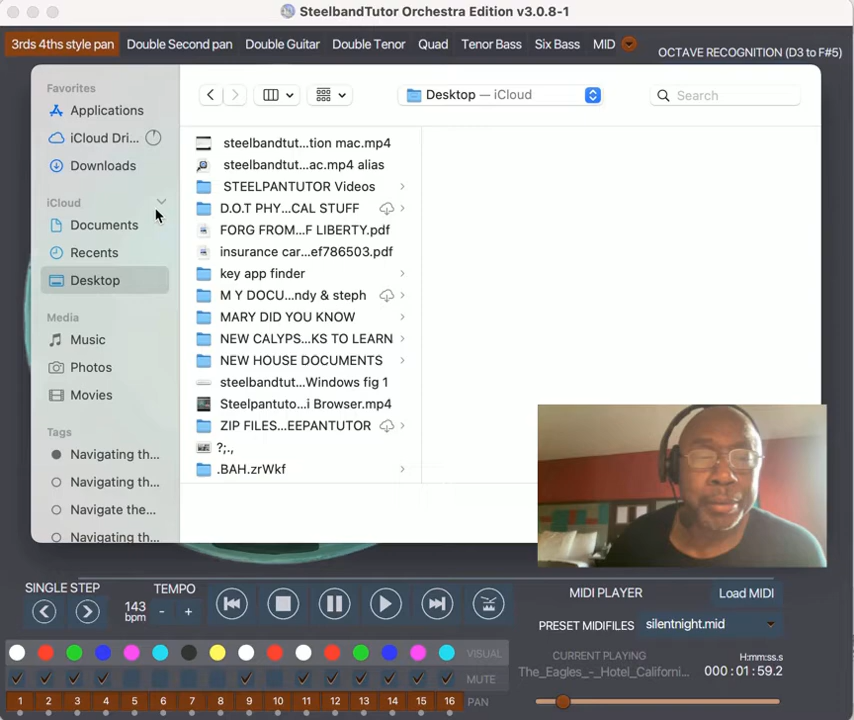 SteelbandTutor Orchestra Edition v3.0.8-1
3rds 4ths style pan Double Second pan Double Guitar Double Tenor Quad Tenor Bass Six Bass MID
OCTAVE RECOGNITION (D3 to F#5)
Favorites
Applications
iCloud Dri...
Downloads
iCloud
Documents
Recents
Desktop
Media
Music
Photos
Movies
Tags
Navigating th...
Navigating th...
Navigate the...
Navigating th...
Desktop — iCloud
Search
steelbandtut...tion mac.mp4
steelbandtut...ac.mp4 alias
STEELPANTUTOR Videos
D.O.T PHY...CAL STUFF
FORG FROM...F LIBERTY.pdf
insurance car...ef786503.pdf
key app finder
M Y DOCU...ndy & steph
MARY DID YOU KNOW
NEW CALYPS...KS TO LEARN
NEW HOUSE DOCUMENTS
steelbandtut...Windows fig 1
Steelpantuto...i Browser.mp4
ZIP FILES...EEPANTUTOR
?;.,
.BAH.zrWkf
SINGLE STEP
TEMPO
143
bpm
- +
MIDI PLAYER
Load MIDI
PRESET MIDIFILES
silentnight.mid
CURRENT PLAYING
H:mm:ss.s
The_Eagles_-_Hotel_Californi...
000:01:59.2
VISUAL
MUTE
1 2 3 4 5 6 7 8 9 10 11 12 13 14 15 16 PAN